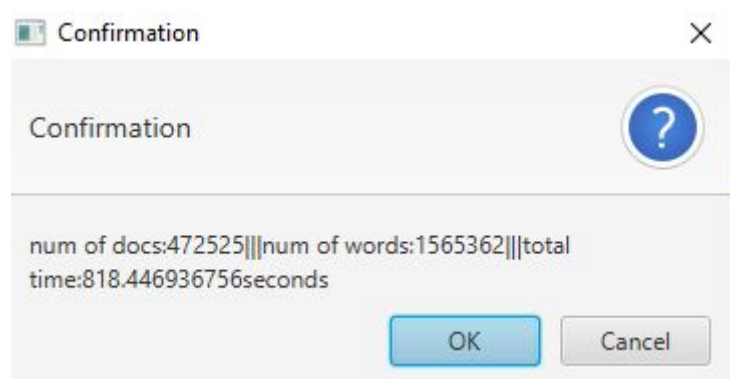 Confirmation
Confirmation
?
num of docs:472525|||num of words:1565362|||total
time:818.446936756seconds
OK
Cancel